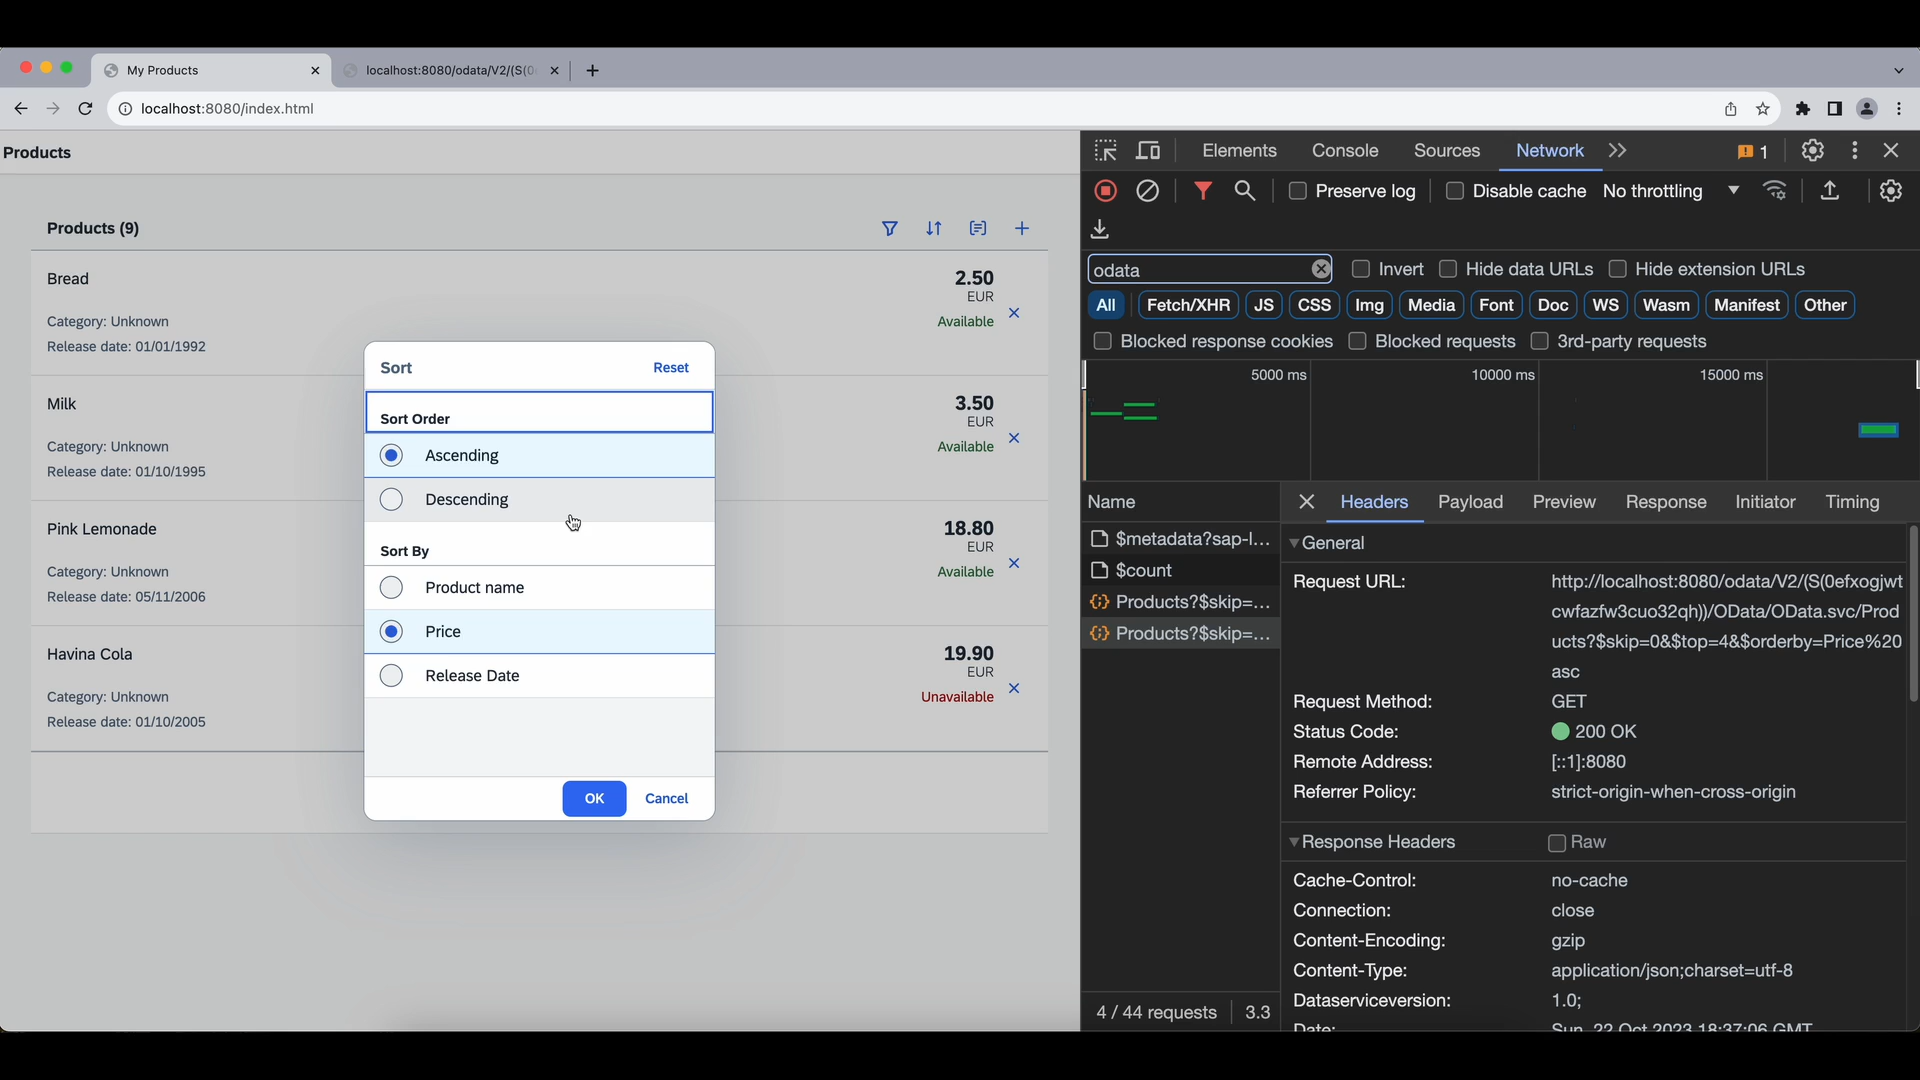 My Products
localhost:8080/odata/V2/(S(0
localhost:8080/index.html
Products
Products (9)
Bread
2.50
EUR
Category: Unknown
Available
Release date: 01/01/1992
Milk
3.50
EUR
Category: Unknown
Available
Release date: 01/10/1995
Pink Lemonade
18.80
EUR
Category: Unknown
Available
Release date: 05/11/2006
Havina Cola
19.90
EUR
Category: Unknown
Unavailable
Release date: 01/10/2005
Sort
Reset
Sort Order
Ascending
Descending
Sort By
Product name
Price
Release Date
OK
Cancel
Elements
Console
Sources
Network
1
Preserve log
Disable cache
No throttling
odata
Invert
Hide data URLs
Hide extension URLs
All
Fetch/XHR
JS
CSS
Img
Media
Font
Doc
WS
Wasm
Manifest
Other
Blocked response cookies
Blocked requests
3rd-party requests
5000 ms
10000 ms
15000 ms
Name
$metadata?sap-l...
$count
Products?$skip=...
Products?$skip=...
4 / 44 requests
3.3
Headers
Payload
Preview
Response
Initiator
Timing
General
Request URL:
http://localhost:8080/odata/V2/(S(0efxogjwt
cwfazfw3cuo32qh))/OData/OData.svc/Prod
ucts?$skip=0&$top=4&$orderby=Price%20
asc
Request Method:
GET
Status Code:
200 OK
Remote Address:
[::1]:8080
Referrer Policy:
strict-origin-when-cross-origin
Response Headers
Raw
Cache-Control:
no-cache
Connection:
close
Content-Encoding:
gzip
Content-Type:
application/json;charset=utf-8
Dataserviceversion:
1.0;
Date:
Sun, 22 Oct 2023 18:37:06 GMT